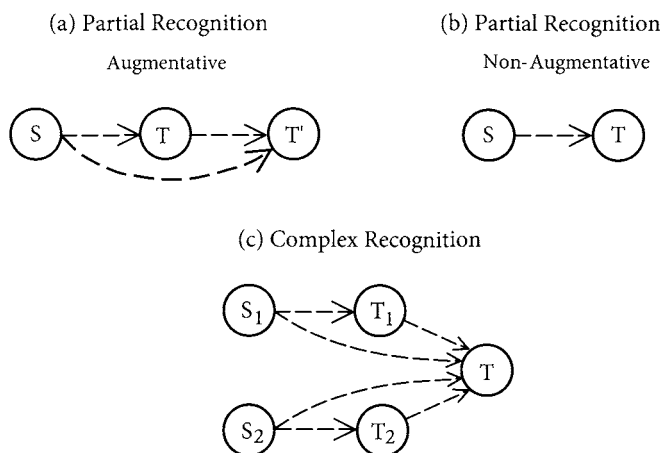 (a) Partial Recognition
Augmentative
S T T'
(b) Partial Recognition
Non-Augmentative
S T
(c) Complex Recognition
S1 T1
T
S2 T2